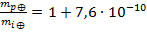 m_{p⊕}/m_{i⊕} = 1 + 7,6 · 10^{-10}